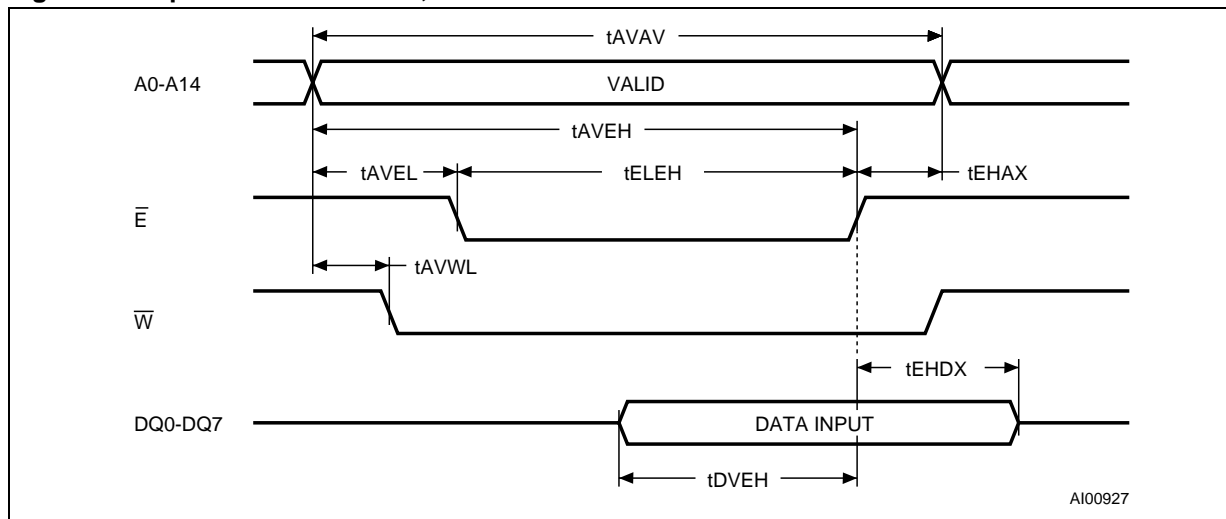 tAVAV
A0-A14
VALID
tAVEH
tAVEL
tELEH
tEHAX
E
tAVWL
W
tEHDX
DQ0-DQ7
DATA INPUT
tDVEH
AI00927